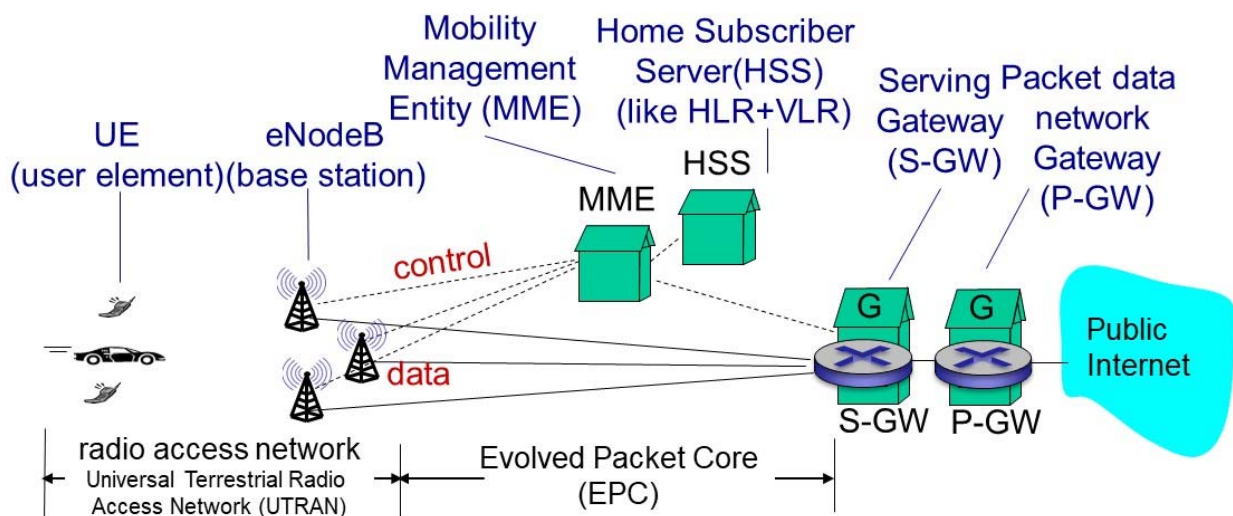 Mobility
Management
Entity (MME)
Home Subscriber
Server(HSS)
(like HLR+VLR)
Serving
Gateway
(S-GW)
Packet data
network
Gateway
(P-GW)
UE
(user element)
eNodeB
(base station)
MME
HSS
control
data
G
G
S-GW
P-GW
Public
Internet
radio access network
Universal Terrestrial Radio
Access Network (UTRAN)
Evolved Packet Core
(EPC)